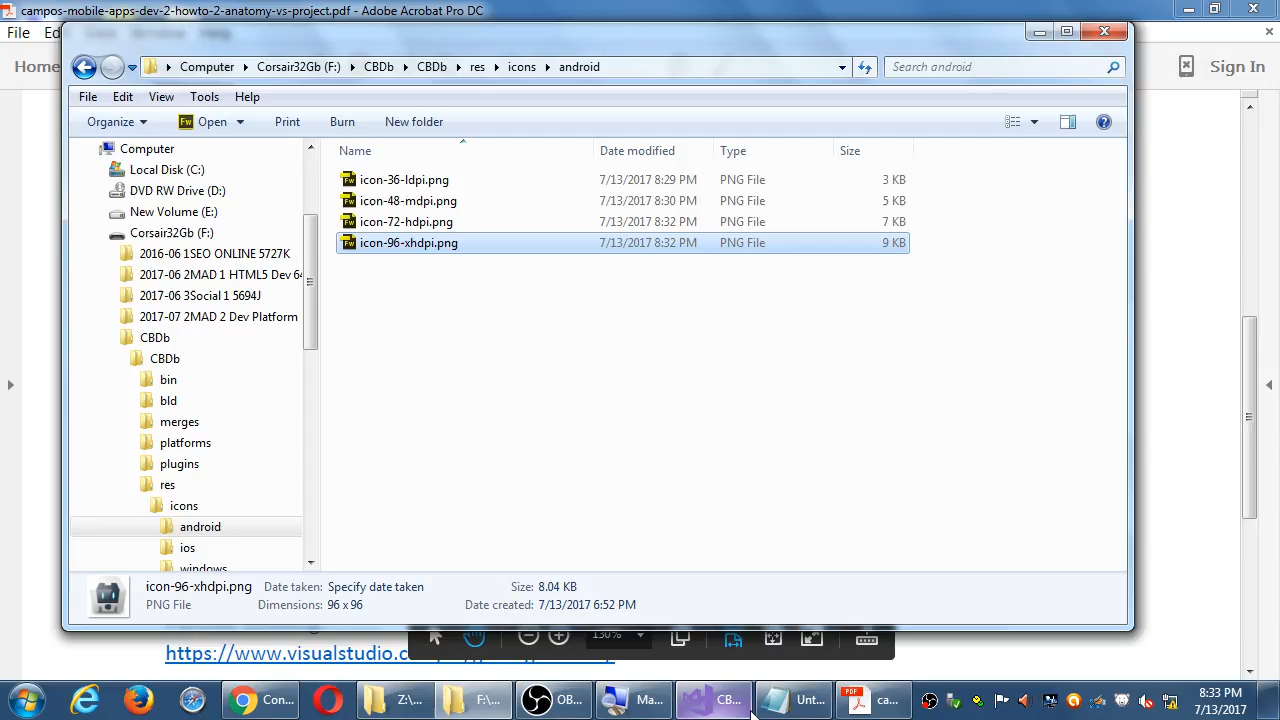 campos-mobile-apps-dev-2-howto-2-anatomy-vs-project.pdf - Adobe Acrobat Pro DC
File
Home
Sign In
Computer
Corsair32Gb (F:)
CBDb
CBDb
res
icons
android
Search android
File Edit View Tools Help
Organize Open Print Burn New folder
Computer
Local Disk (C:)
DVD RW Drive (D:)
New Volume (E:)
Corsair32Gb (F:)
2016-06 1SEO ONLINE 5727K
2017-06 2MAD 1 HTML5 Dev 64
2017-06 3Social 1 5694J
2017-07 2MAD 2 Dev Platform
CBDb
CBDb
bin
bld
merges
platforms
plugins
res
icons
android
ios
windows
Name Date modified Type Size
icon-36-ldpi.png 7/13/2017 8:29 PM PNG File 3 KB
icon-48-mdpi.png 7/13/2017 8:30 PM PNG File 5 KB
icon-72-hdpi.png 7/13/2017 8:32 PM PNG File 7 KB
icon-96-xhdpi.png 7/13/2017 8:32 PM PNG File 9 KB
icon-96-xhdpi.png Date taken: Specify date taken Size: 8.04 KB
PNG File Dimensions: 96 x 96 Date created: 7/13/2017 6:52 PM
130%
https://www.visualstudio.c
Con...
Z:\...
F:\...
OB...
Ma...
CB...
Unt...
ca...
8:33 PM
7/13/2017